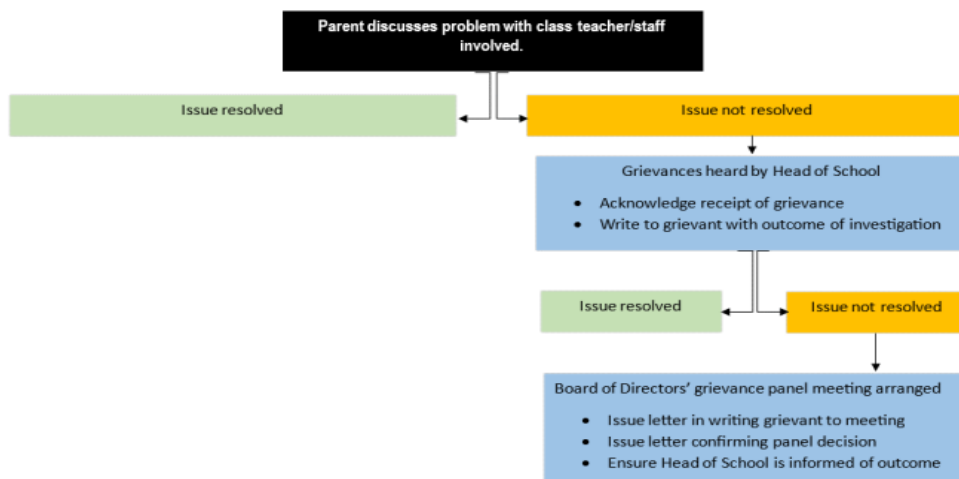 Parent discusses problem with class teacher/staff
involved.
Issue resolved
Issue not resolved
Grievances heard by Head of School
• Acknowledge receipt of grievance
• Write to grievant with outcome of investigation
Issue resolved
Issue not resolved
Board of Directors’ grievance panel meeting arranged
• Issue letter in writing grievant to meeting
• Issue letter confirming panel decision
• Ensure Head of School is informed of outcome